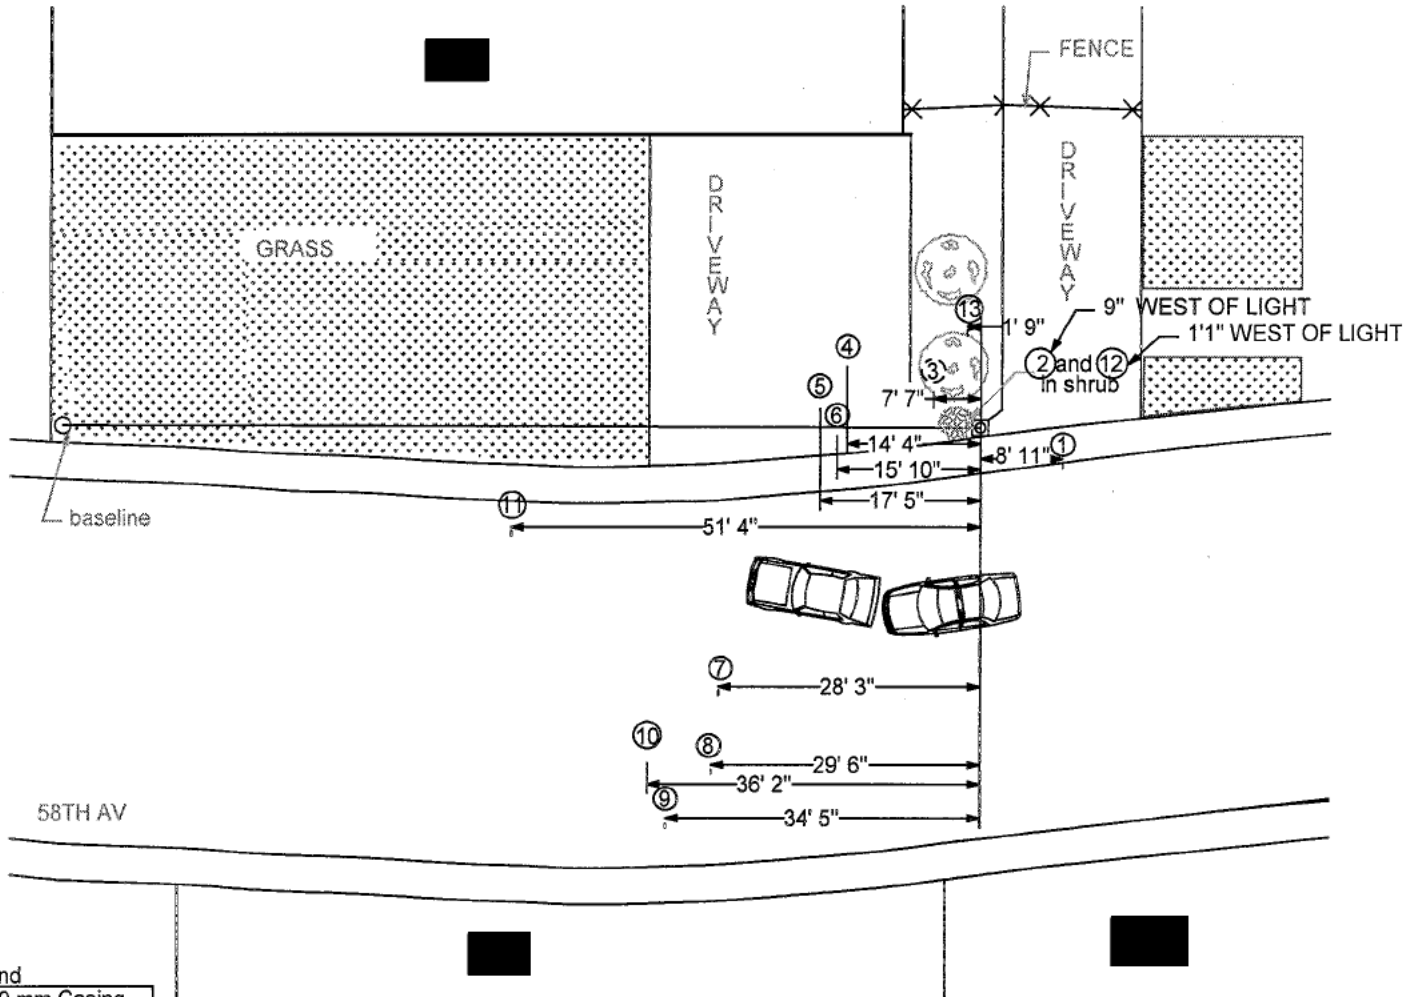 FENCE
DRIVEWAY
DRIVEWAY
GRASS
13
1' 9"
9" WEST OF LIGHT
1'1" WEST OF LIGHT
4
3
2 and 12
in shrub
5
7' 7"
6
14' 4"
8' 11"
1
15' 10"
17' 5"
11
baseline
51' 4"
7
28' 3"
10
8
29' 6"
36' 2"
9
58TH AV
34' 5"
nd
mm Casing